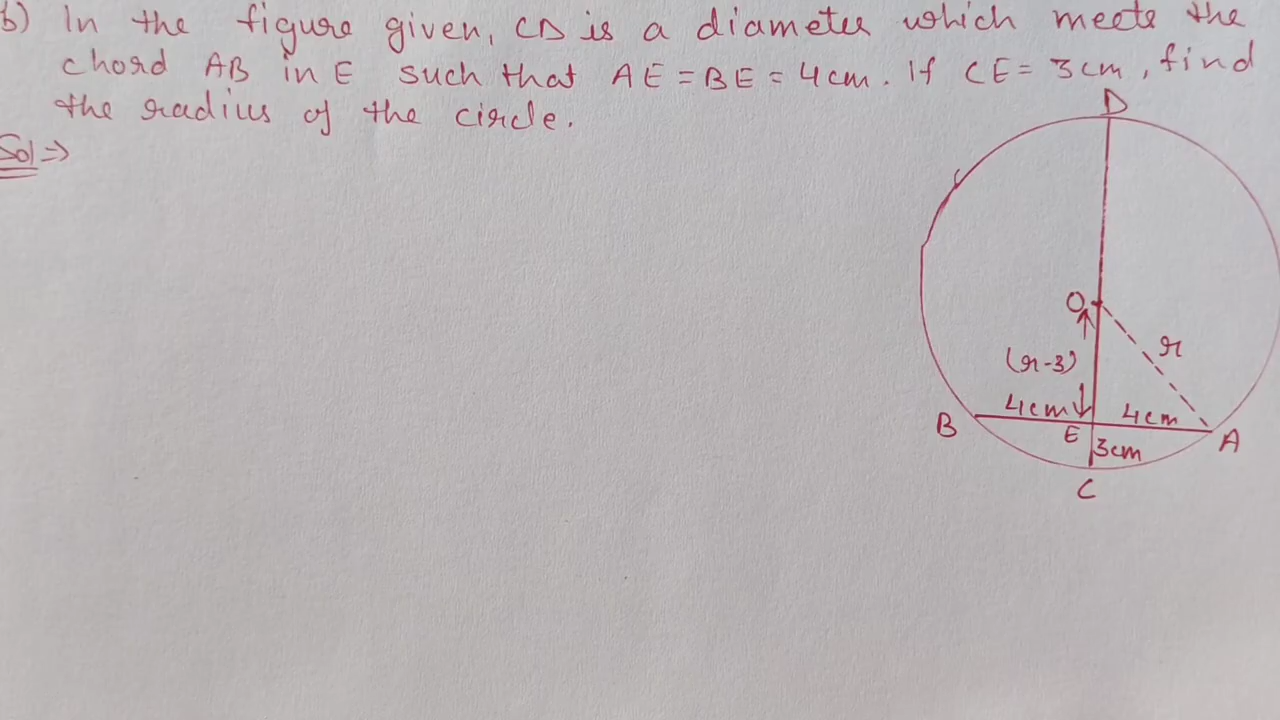 b) In the figure given, CD is a diameter which meets the
chord AB in E such that AE = BE = 4cm. If CE = 3cm, find
the radius of the circle.
Sol ⇒
D
O
r
(r-3)
4cm
4cm
B
E
A
3cm
C